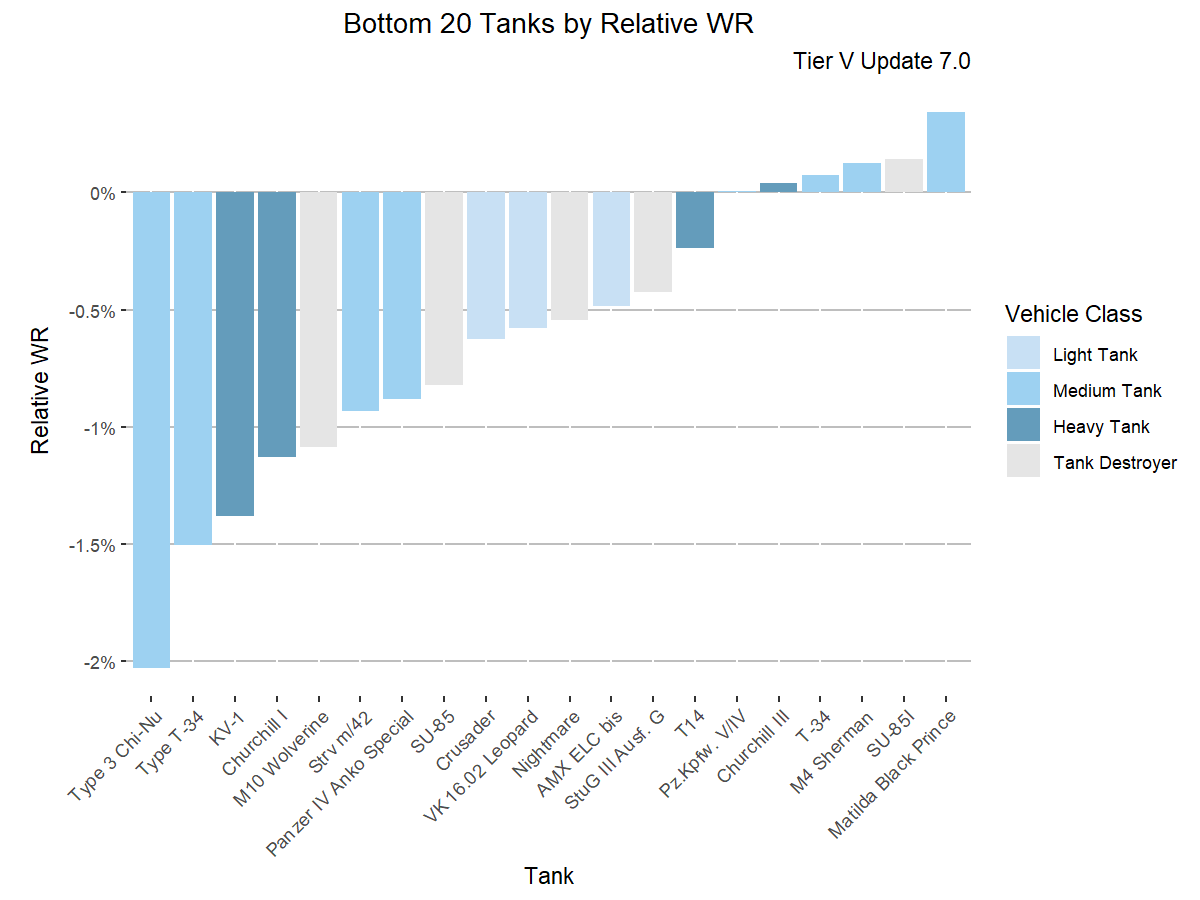 Bottom 20 Tanks by Relative WR
Tier V Update 7.0
0%
-0.5%
-1%
-1.5%
-2%
Relative WR
Type 3 Chi-Nu
Type T-34
KV-1
Churchill I
M10 Wolverine
Strv m/42
Panzer IV Anko Special
SU-85
Crusader
VK 16.02 Leopard
Nightmare
AMX ELC bis
StuG III Ausf. G
T14
Pz.Kpfw. V/IV
Churchill III
T-34
M4 Sherman
SU-85I
Matilda Black Prince
Tank
Vehicle Class
Light Tank
Medium Tank
Heavy Tank
Tank Destroyer